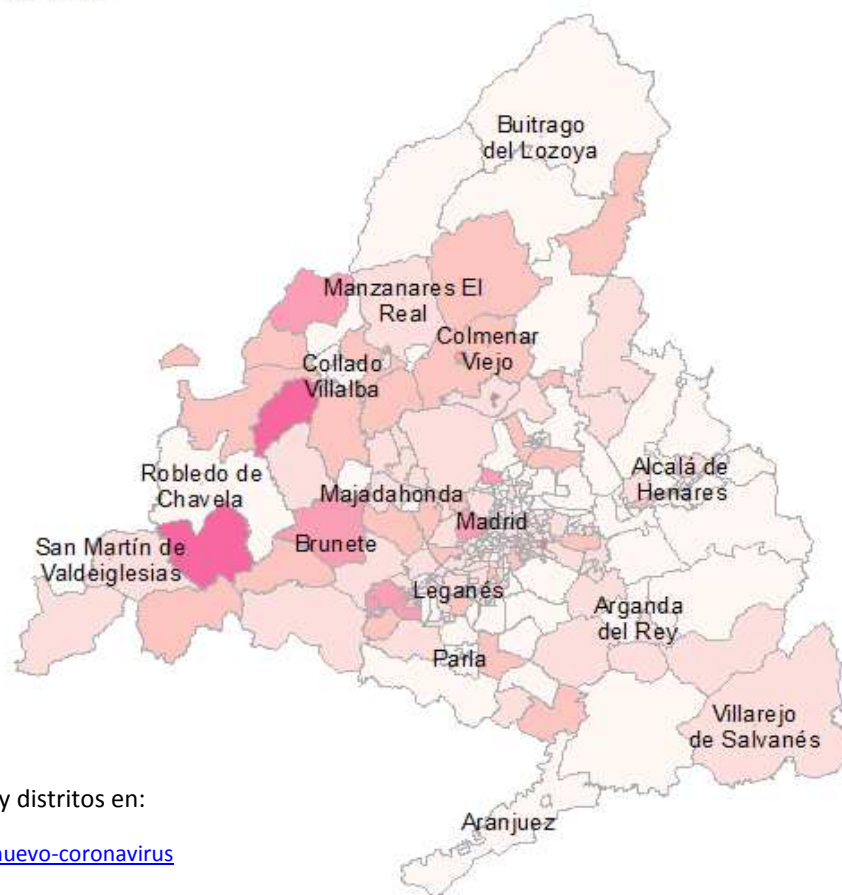 Buitrago
del Lozoya
Manzanares El
Real
Colmenar
Viejo
Collado
Villalba
Robledo de
Chavela
Majadahonda
Alcalá de
Henares
Madrid
San Martín de
Valdeiglesias
Brunete
Leganés
Arganda
del Rey
Parla
Villarejo
de Salvanés
y distritos en:
Aranjuez
nuevo-coronavirus